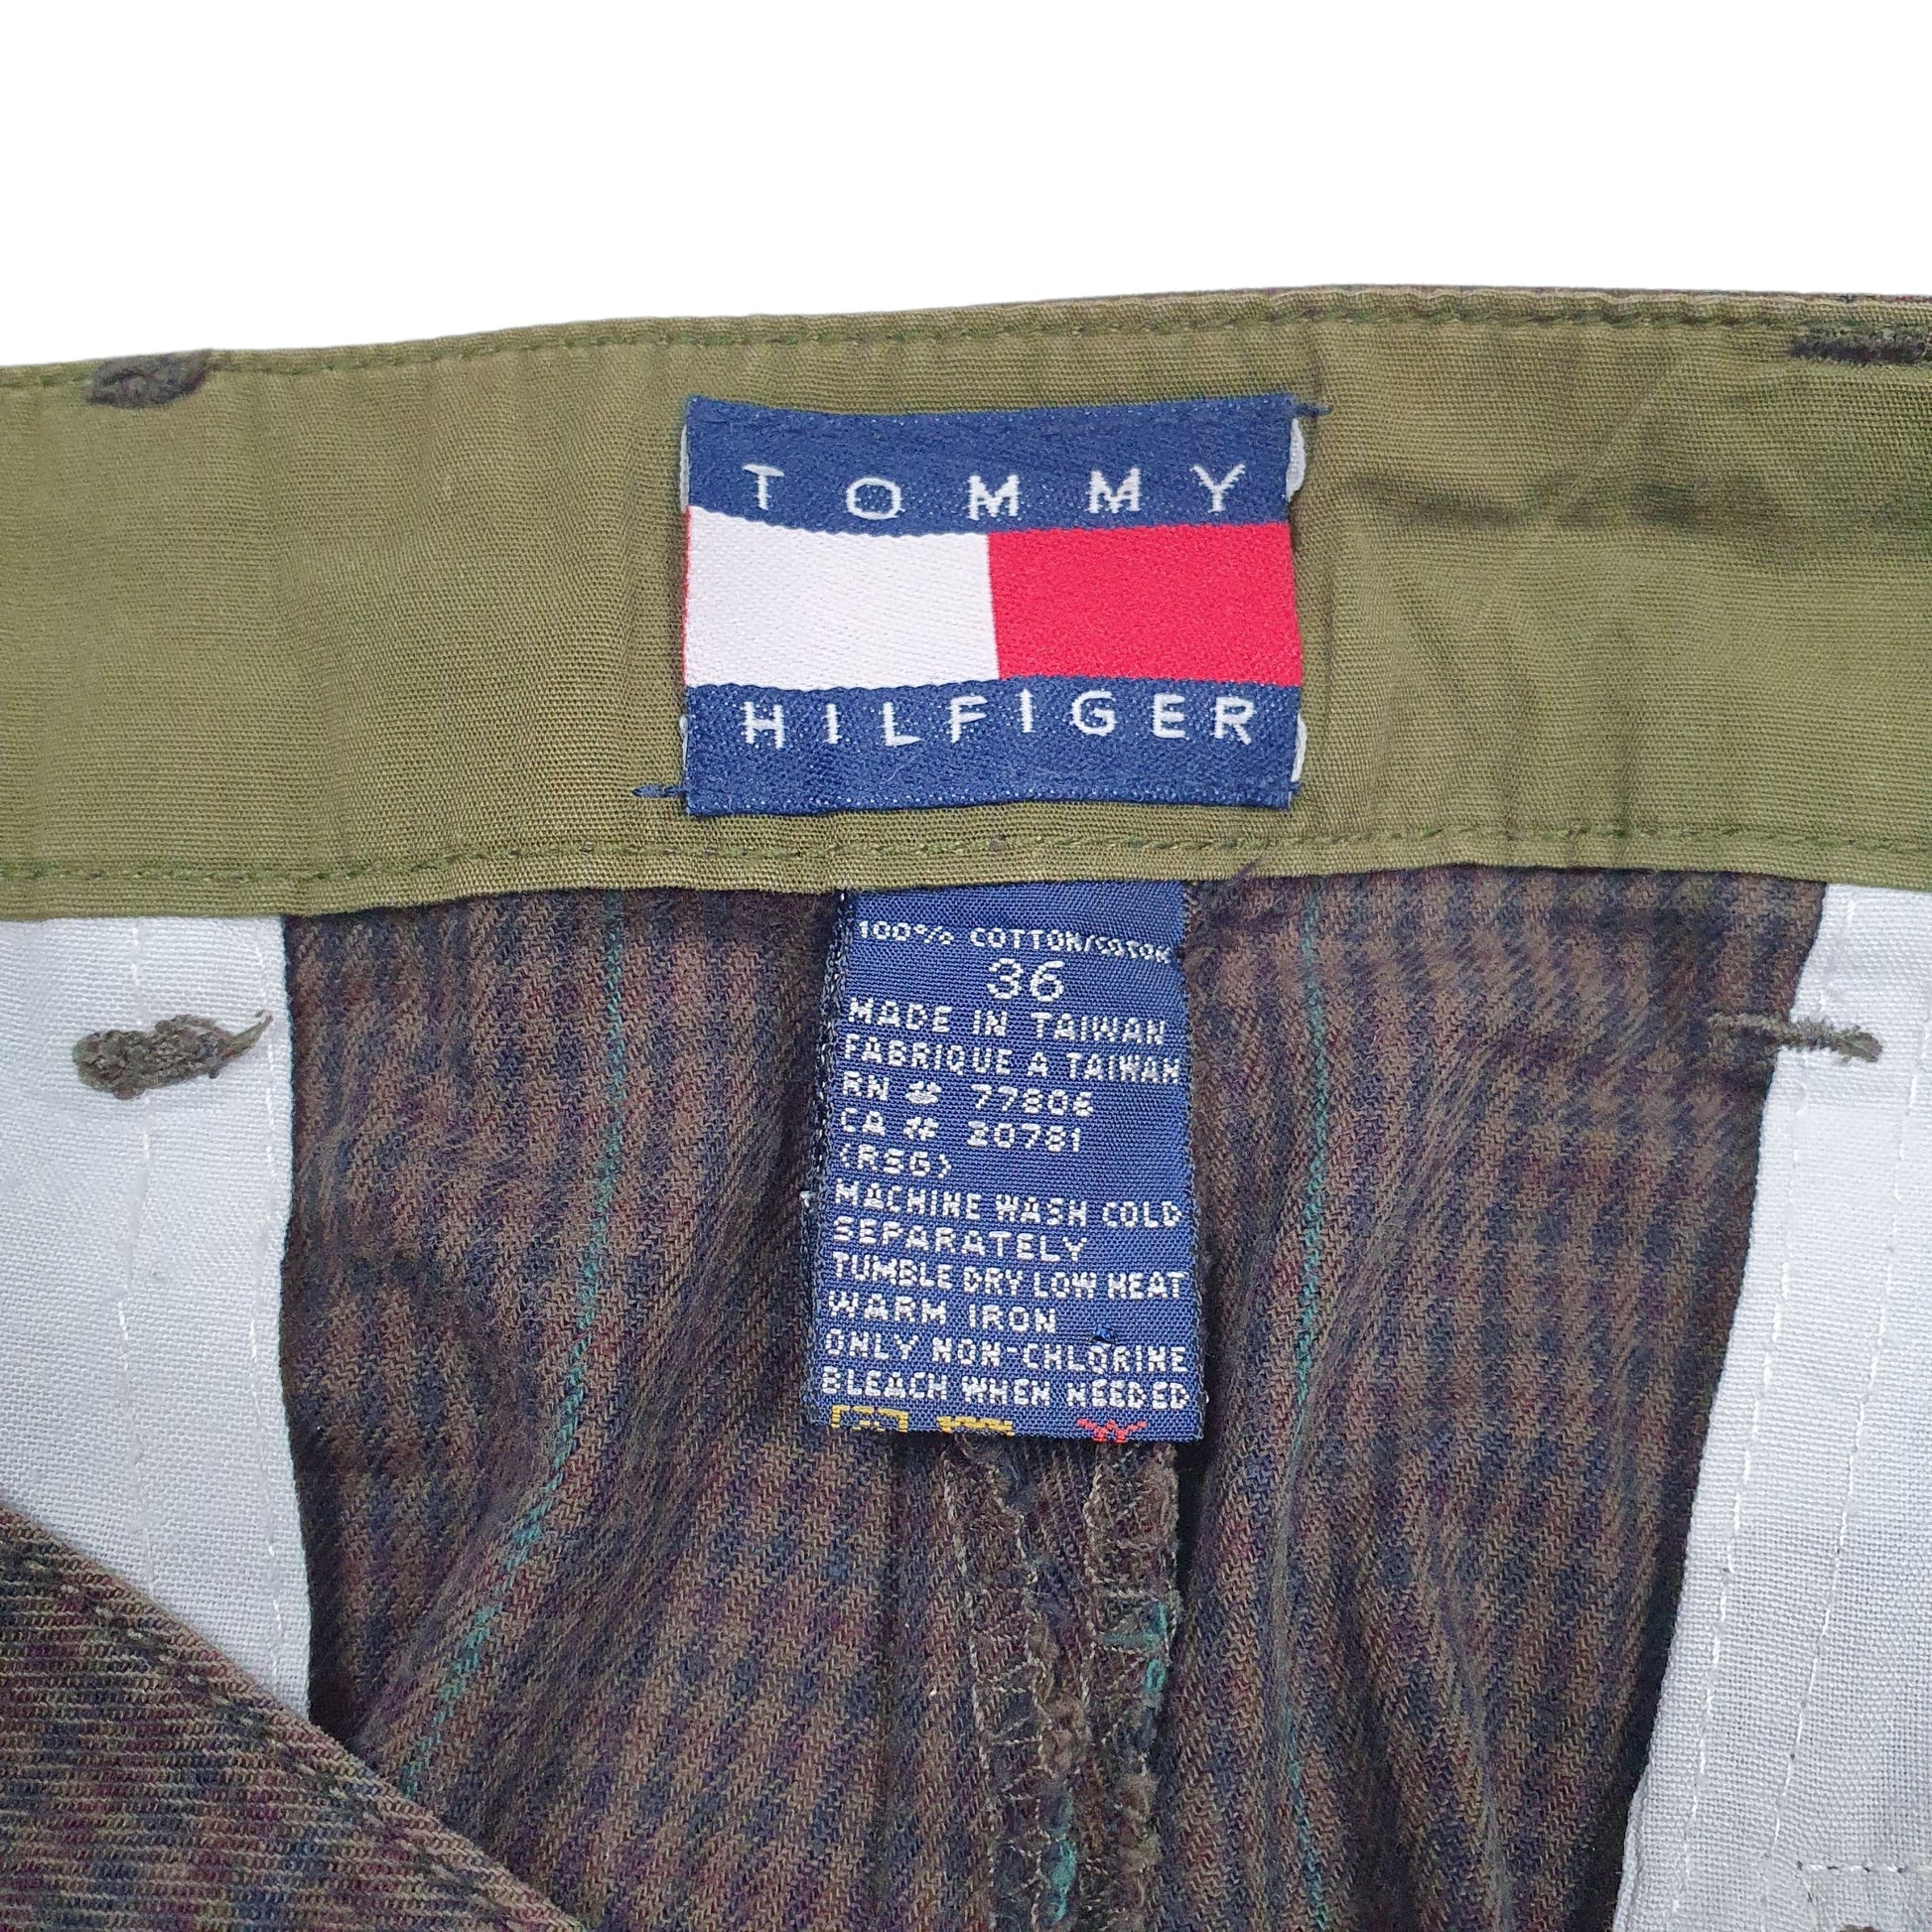 TOMMY
HILFIGER
100% COTTON/COTON
36
MADE IN TAIWAN
FABRIQUE A TAIWAN
RN # 77806
CA # 20781
(RSG)
MACHINE WASH COLD
SEPARATELY
TUMBLE DRY LOW HEAT
WARM IRON
ONLY NON-CHLORINE
BLEACH WHEN NEEDED